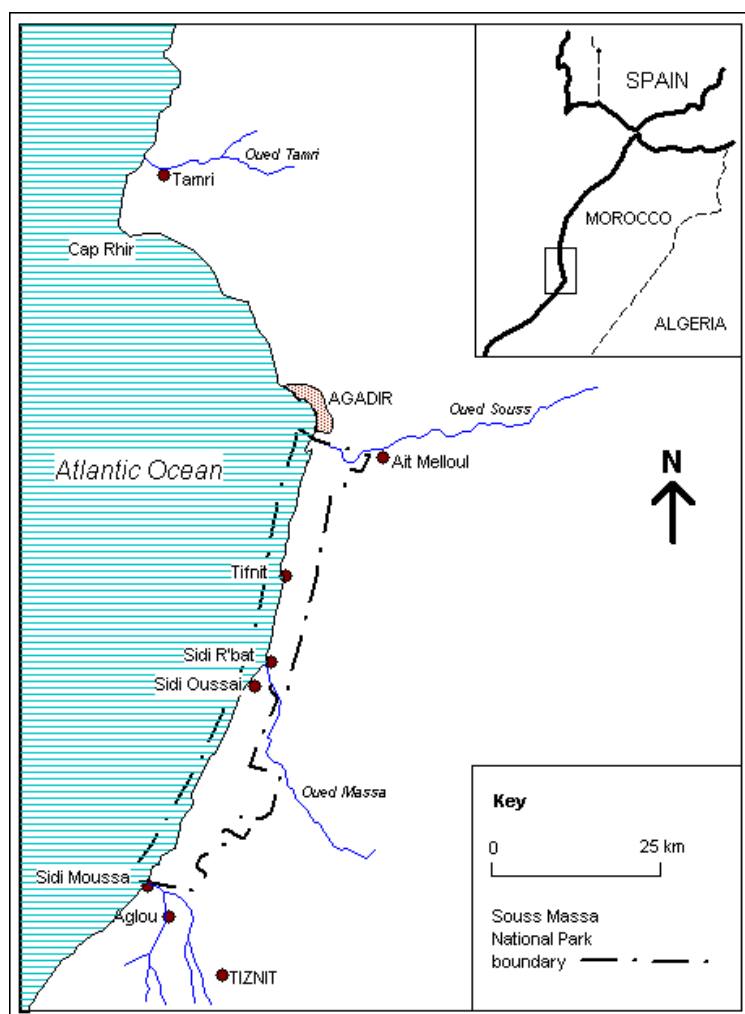 SPAIN
Oued Tamri
Tamri
MOROCCO
Cap Rhir
ALGERIA
AGADIR
Oued Souss
Atlantic Ocean
Ait Melloul
N
Tifnit
Sidi R'bat
Sidi Oussai
Oued Massa
Key
0 25 km
Sidi Moussa
Aglou
Souss Massa
National Park
boundary
TIZNIT